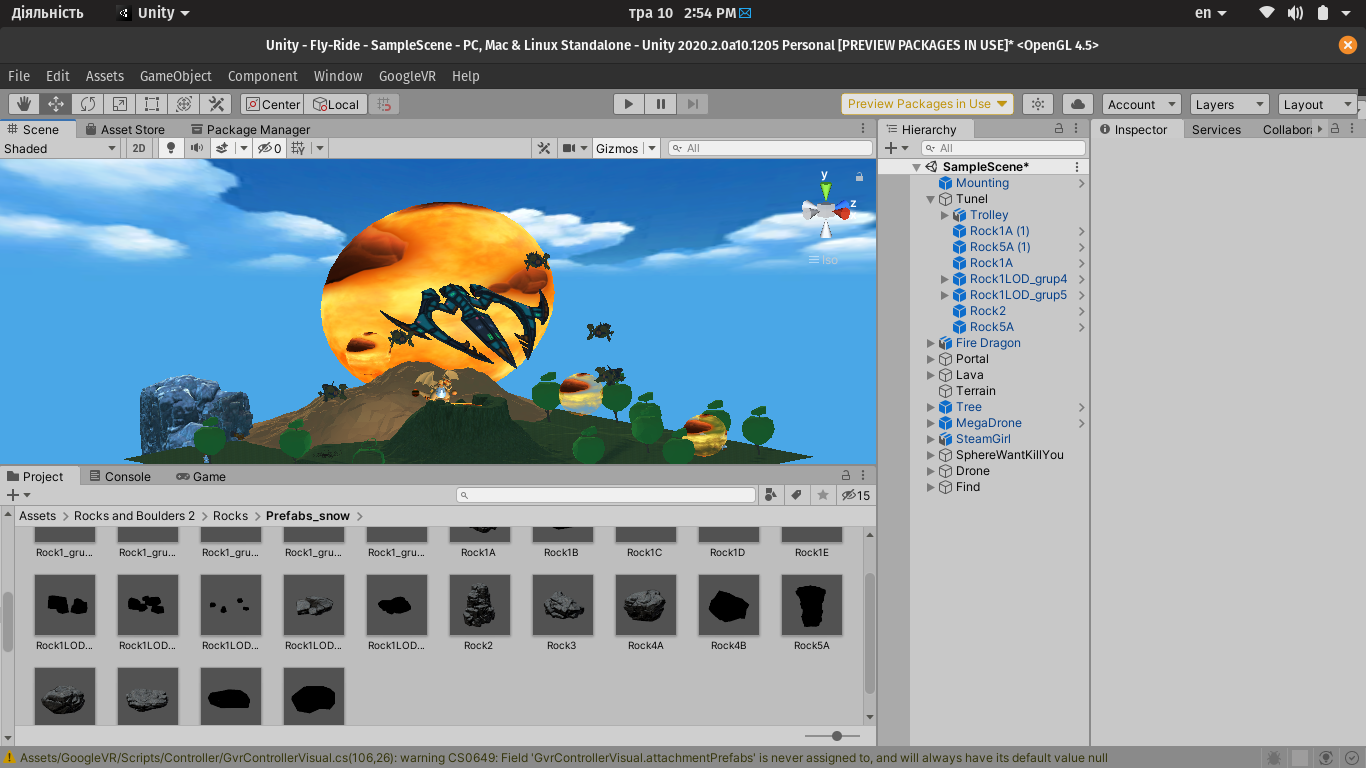 Діяльність Unity тра 10 2:54 PM en
Unity - Fly-Ride - SampleScene - PC, Mac & Linux Standalone - Unity 2020.2.0a10.1205 Personal [PREVIEW PACKAGES IN USE]* <OpenGL 4.5>
File Edit Assets GameObject Component Window GoogleVR Help
Center Local Preview Packages in Use Account Layers Layout
Scene Asset Store Package Manager
Shaded 2D 0 Gizmos All
y
z
Iso
Hierarchy
All
SampleScene*
Mounting
Tunel
Trolley
Rock1A (1)
Rock5A (1)
Rock1A
Rock1LOD_grup4
Rock1LOD_grup5
Rock2
Rock5A
Fire Dragon
Portal
Lava
Terrain
Tree
MegaDrone
SteamGirl
SphereWantKillYou
Drone
Find
Inspector Services Collabora
Project Console Game
15
Assets Rocks and Boulders 2 Rocks Prefabs_snow
Rock1_gru... Rock1_gru... Rock1_gru... Rock1_gru... Rock1_gru... Rock1A Rock1B Rock1C Rock1D Rock1E
Rock1LOD... Rock1LOD... Rock1LOD... Rock1LOD... Rock1LOD... Rock2 Rock3 Rock4A Rock4B Rock5A
Assets/GoogleVR/Scripts/Controller/GvrControllerVisual.cs(106,26): warning CS0649: Field 'GvrControllerVisual.attachmentPrefabs' is never assigned to, and will always have its default value null